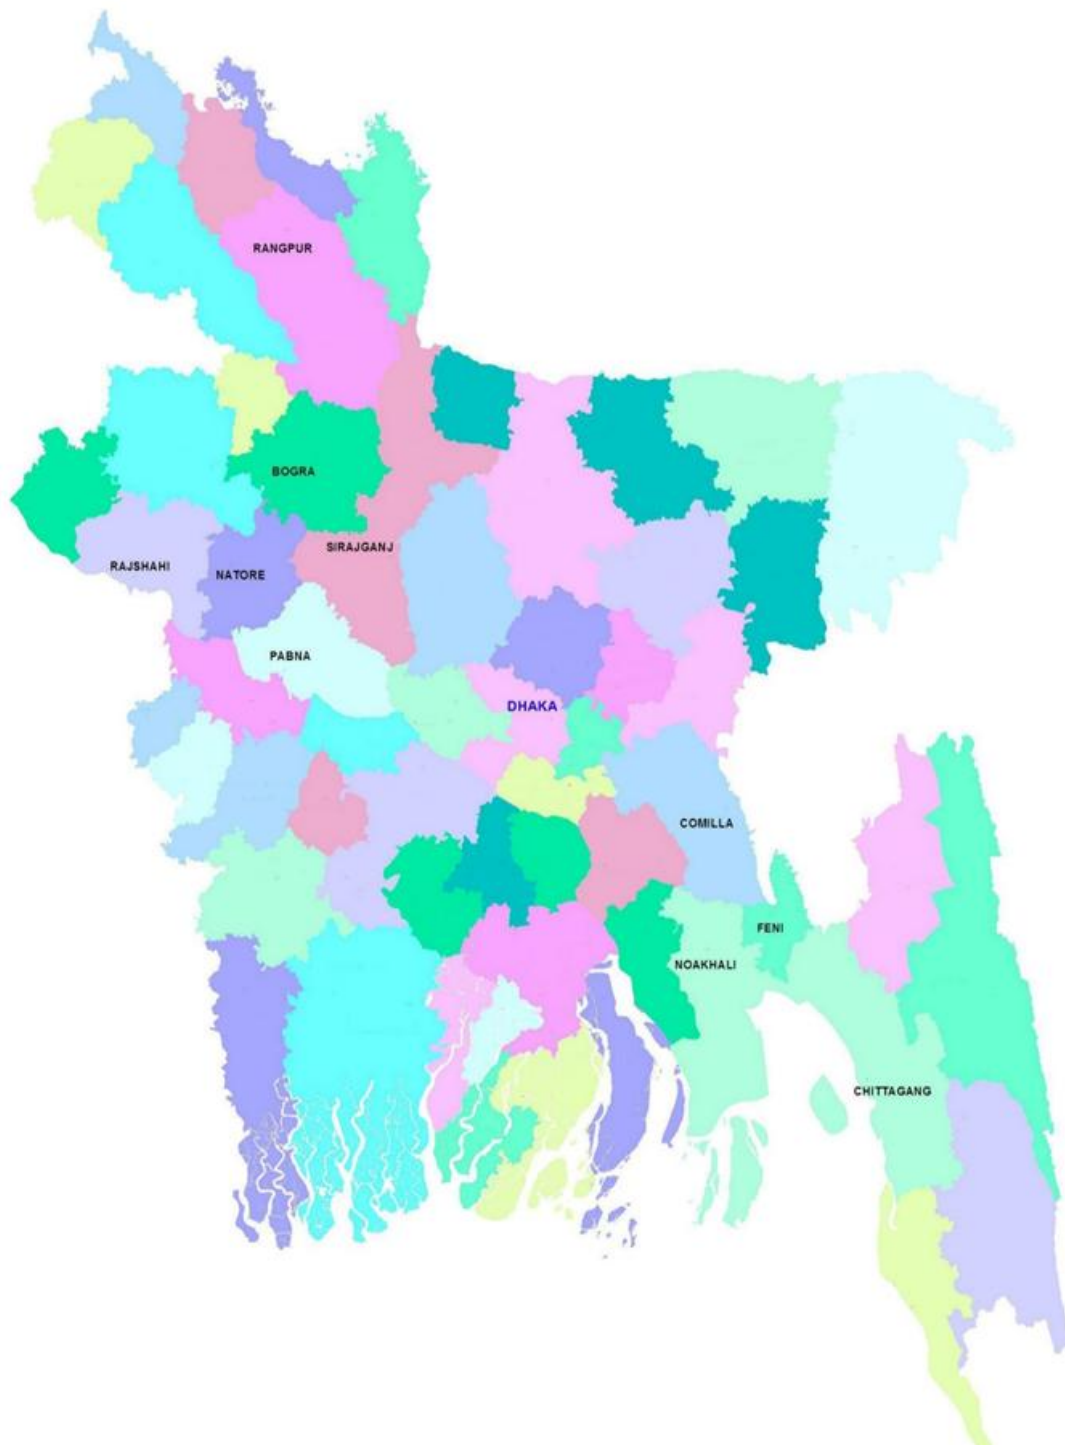 RANGPUR
BOGRA
SIRAJGANJ
RAJSHAHI
NATORE
PABNA
DHAKA
COMILLA
FENI
NOAKHALI
CHITTAGANG